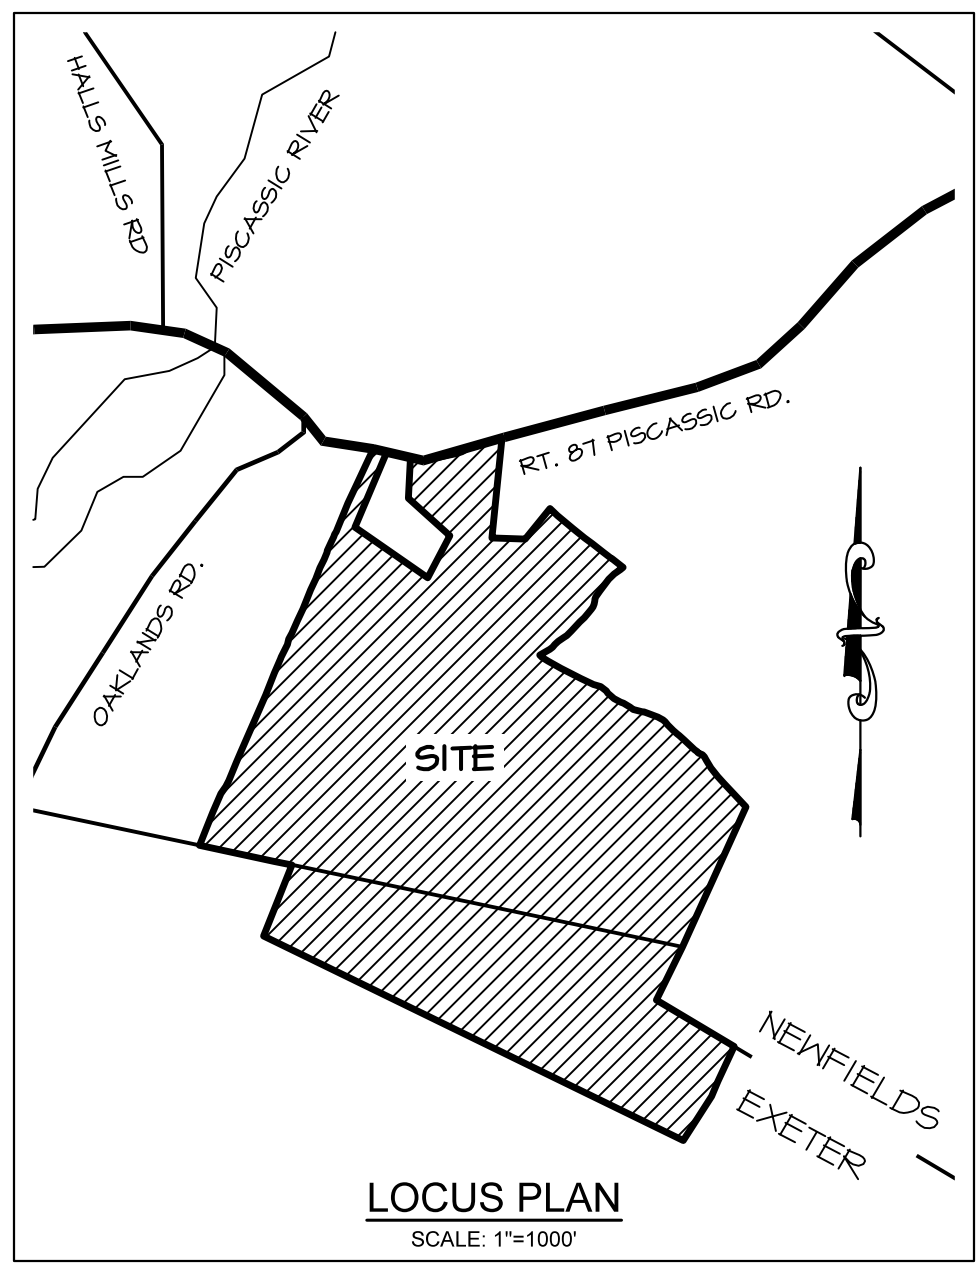 HALLS MILLS RD
PISCASSIC RIVER
RT. 87 PISCASSIC RD.
OAKLANDS RD.
SITE
NEWFIELDS
EXETER
LOCUS PLAN
SCALE: 1"=1000'